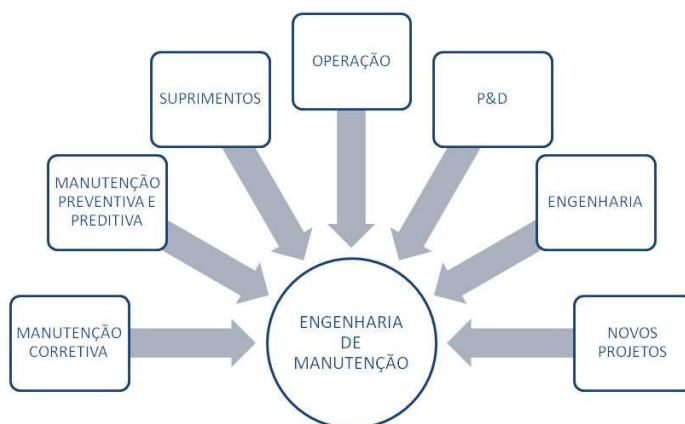 OPERAÇÃO
SUPRIMENTOS
P&D
MANUTENÇÃO
PREVENTIVA E
PREDITIVA
ENGENHARIA
MANUTENÇÃO
CORRETIVA
ENGENHARIA
DE
MANUTENÇÃO
NOVOS
PROJETOS